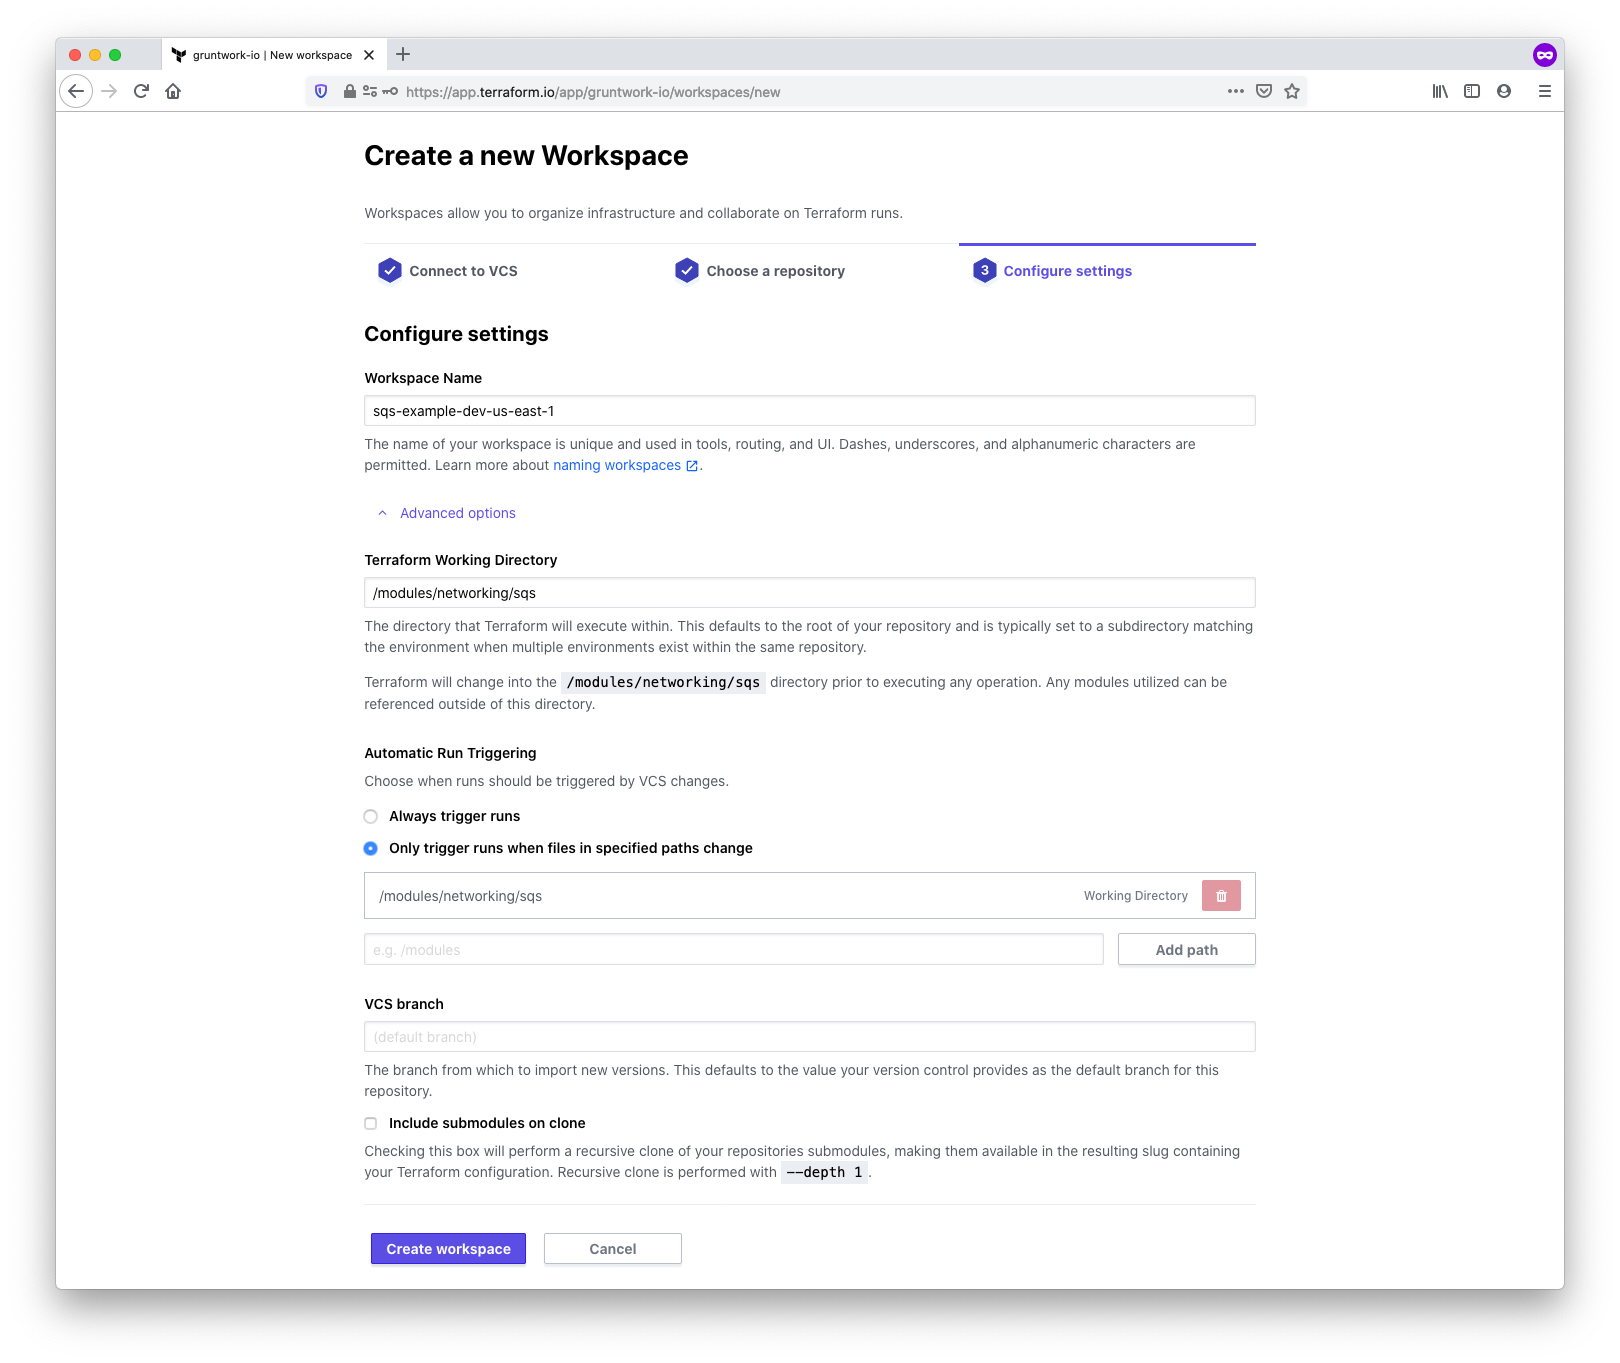 gruntwork-io | New workspace
https://app.terraform.io/app/gruntwork-io/workspaces/new
Create a new Workspace
Workspaces allow you to organize infrastructure and collaborate on Terraform runs.
Connect to VCS
Choose a repository
3 Configure settings
Configure settings
Workspace Name
sqs-example-dev-us-east-1
The name of your workspace is unique and used in tools, routing, and UI. Dashes, underscores, and alphanumeric characters are
permitted. Learn more about naming workspaces.
Advanced options
Terraform Working Directory
/modules/networking/sqs
The directory that Terraform will execute within. This defaults to the root of your repository and is typically set to a subdirectory matching
the environment when multiple environments exist within the same repository.
Terraform will change into the /modules/networking/sqs directory prior to executing any operation. Any modules utilized can be
referenced outside of this directory.
Automatic Run Triggering
Choose when runs should be triggered by VCS changes.
Always trigger runs
Only trigger runs when files in specified paths change
/modules/networking/sqs Working Directory
e.g. /modules
Add path
VCS branch
(default branch)
The branch from which to import new versions. This defaults to the value your version control provides as the default branch for this
repository.
Include submodules on clone
Checking this box will perform a recursive clone of your repositories submodules, making them available in the resulting slug containing
your Terraform configuration. Recursive clone is performed with --depth 1.
Create workspace
Cancel